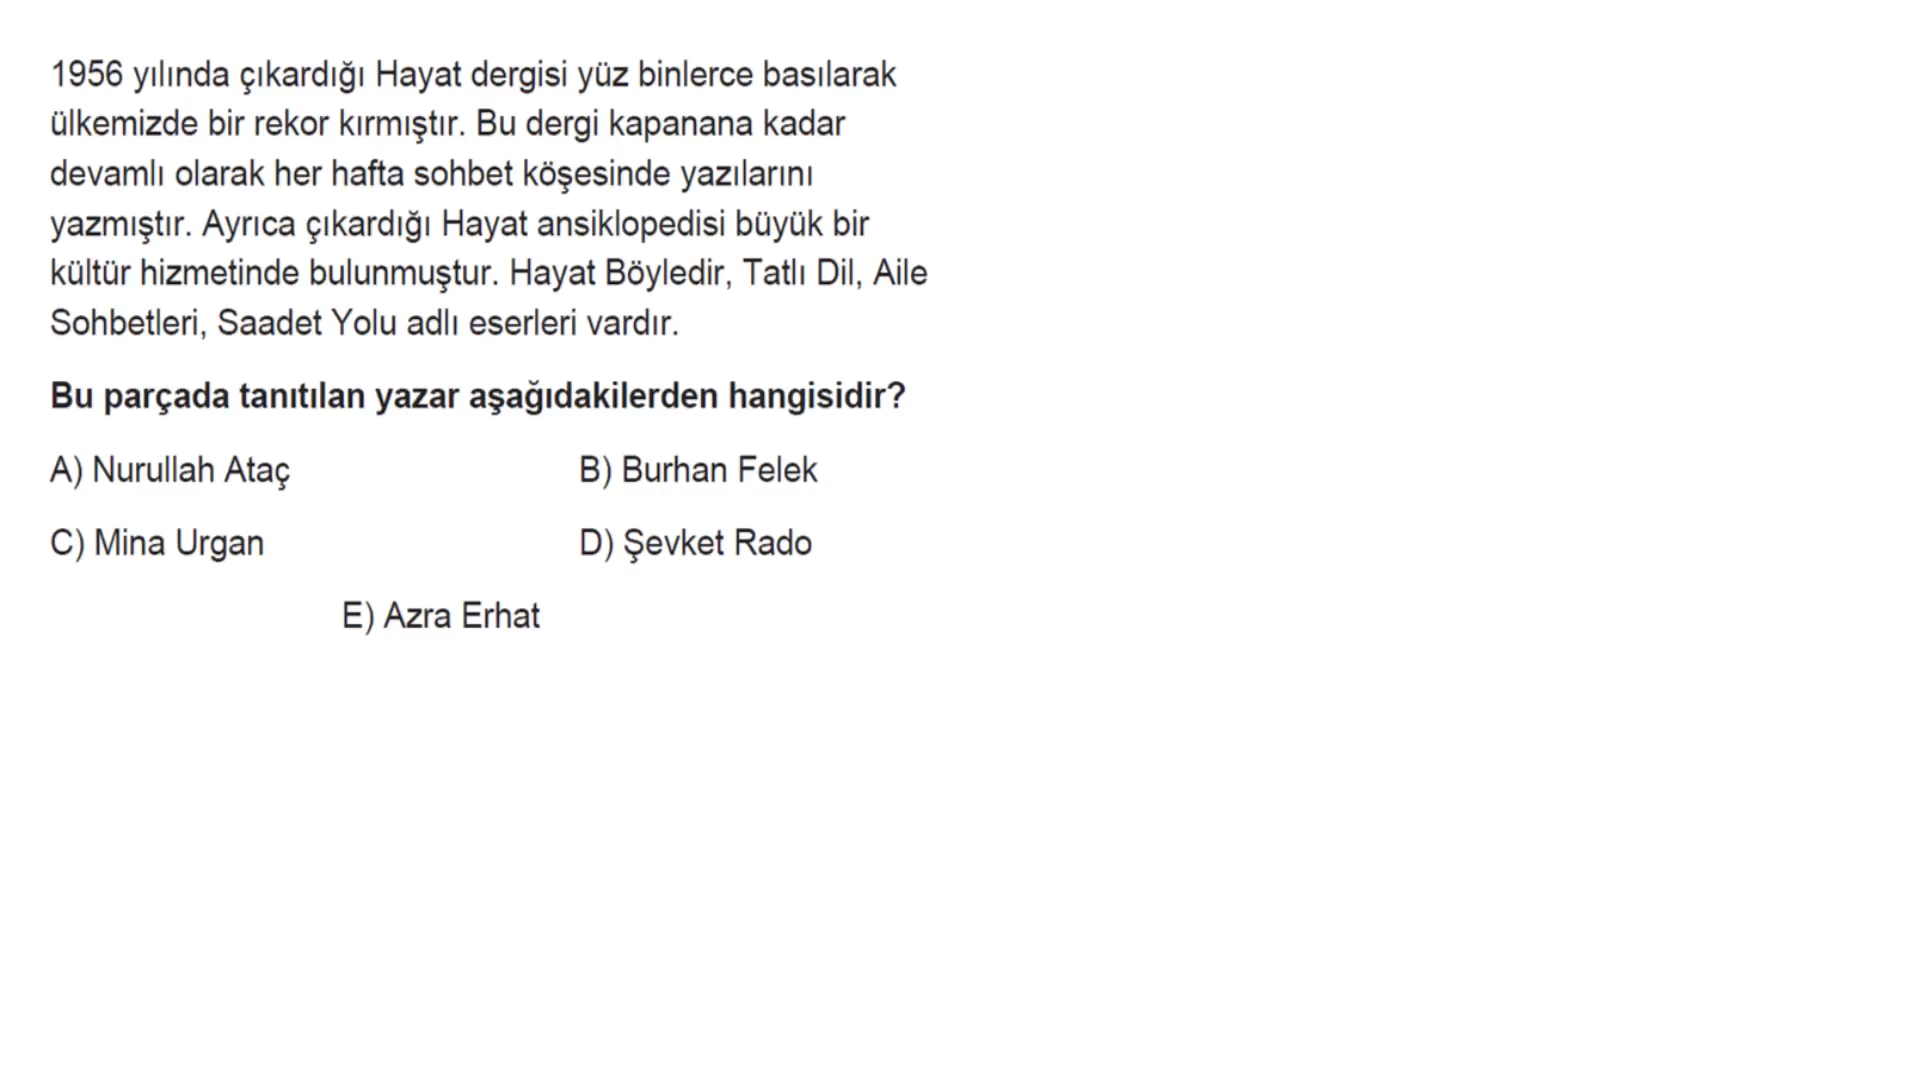 1956 yılında çıkardığı Hayat dergisi yüz binlerce basılarak
ülkemizde bir rekor kırmıştır. Bu dergi kapanana kadar
devamlı olarak her hafta sohbet köşesinde yazılarını
yazmıştır. Ayrıca çıkardığı Hayat ansiklopedisi büyük bir
kültür hizmetinde bulunmuştur. Hayat Böyledir, Tatlı Dil, Aile
Sohbetleri, Saadet Yolu adlı eserleri vardır.
Bu parçada tanıtılan yazar aşağıdakilerden hangisidir?
A) Nurullah Ataç B) Burhan Felek
C) Mina Urgan D) Şevket Rado
E) Azra Erhat